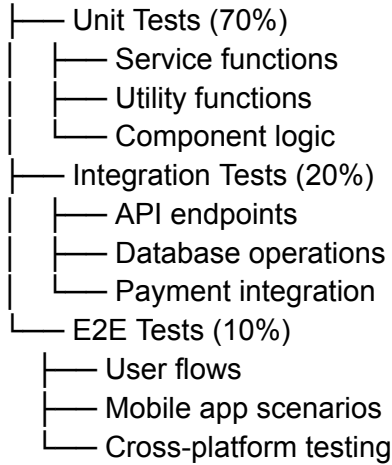 ├── Unit Tests (70%)
│   ├── Service functions
│   ├── Utility functions
│   └── Component logic
├── Integration Tests (20%)
│   ├── API endpoints
│   ├── Database operations
│   └── Payment integration
└── E2E Tests (10%)
    ├── User flows
    ├── Mobile app scenarios
    └── Cross-platform testing